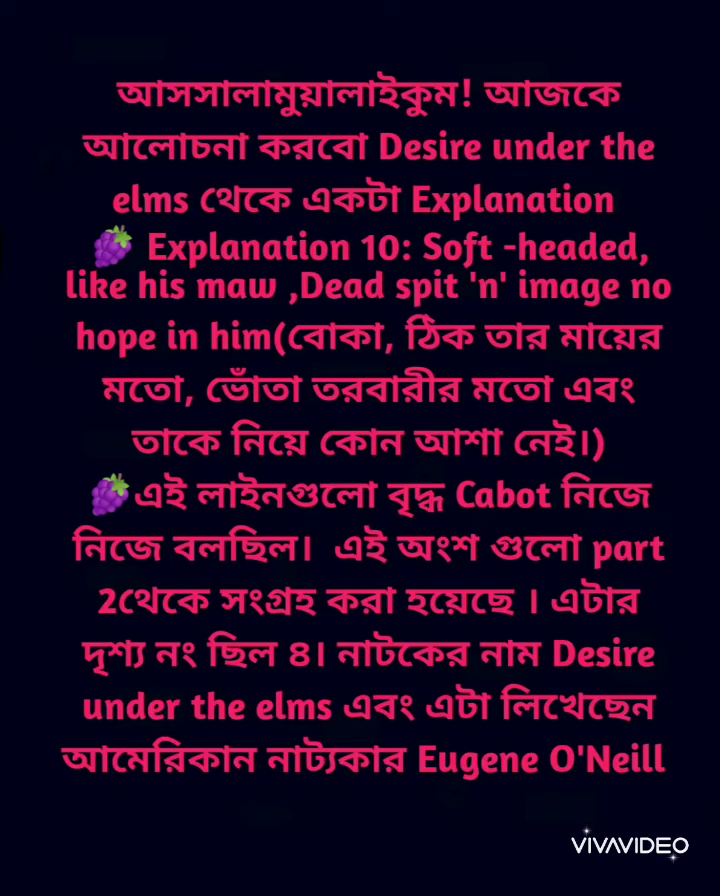 আসসালামুয়ালাইকুম! আজকে
আলোচনা করবো Desire under the
elms থেকে একটা Explanation
🍇 Explanation 10: Soft -headed,
like his maw ,Dead spit 'n' image no
hope in him(বোকা, ঠিক তার মায়ের
মতো, ভোঁতা তরবারীর মতো এবং
তাকে নিয়ে কোন আশা নেই।)
🍇এই লাইনগুলো বৃদ্ধ Cabot নিজে
নিজে বলছিল। এই অংশ গুলো part
2থেকে সংগ্রহ করা হয়েছে । এটার
দৃশ্য নং ছিল ৪। নাটকের নাম Desire
under the elms এবং এটা লিখেছেন
আমেরিকান নাট্যকার Eugene O'Neill
VIVAVIDEO